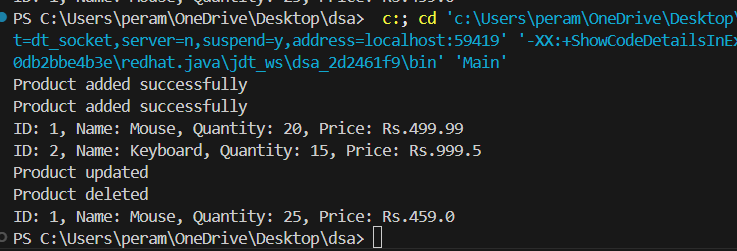 PS C:\Users\peram\OneDrive\Desktop\dsa> c:; cd 'c:\Users\peram\OneDrive\Desktop\
t=dt_socket,server=n,suspend=y,address=localhost:59419' '-XX:+ShowCodeDetailsInEx
0db2bbe4b3e\redhat.java\jdt_ws\dsa_2d2461f9\bin' 'Main'
Product added successfully
Product added successfully
ID: 1, Name: Mouse, Quantity: 20, Price: Rs.499.99
ID: 2, Name: Keyboard, Quantity: 15, Price: Rs.999.5
Product updated
Product deleted
ID: 1, Name: Mouse, Quantity: 25, Price: Rs.459.0
PS C:\Users\peram\OneDrive\Desktop\dsa>